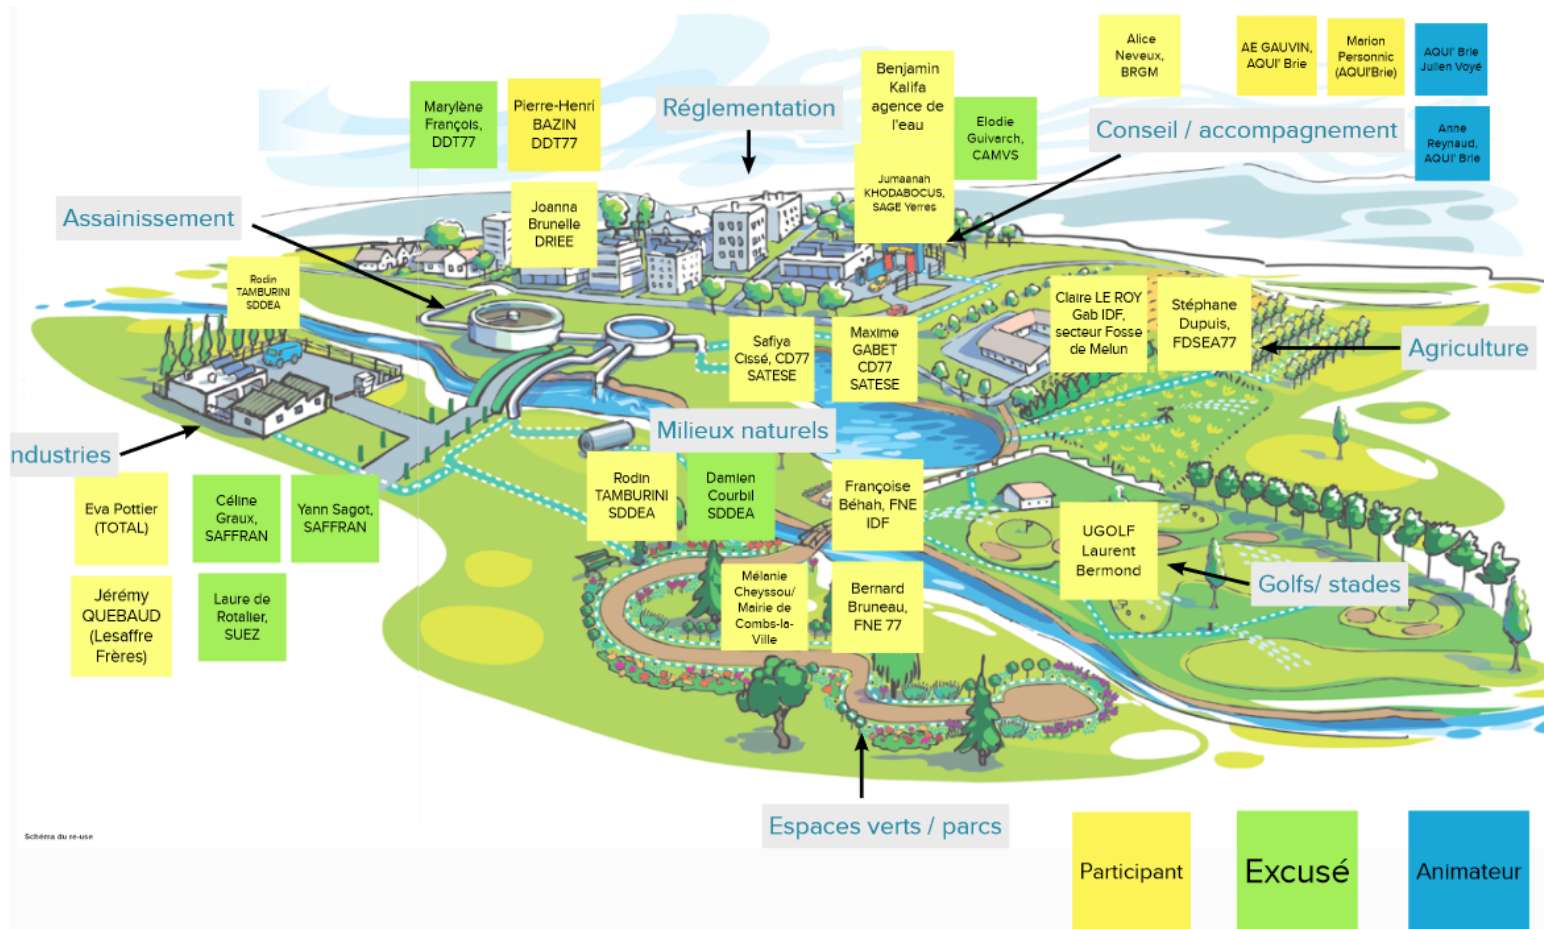 Alice
Neveux,
BRGM
AE GAUVIN,
AQUI' Brie
Marion
Personnic
(AQUI'Brie)
AQUI' Brie
Julien Voyé
Benjamin
Kalifa
agence de
l'eau
Marylène
François,
DDT77
Pierre-Henri
BAZIN
DDT77
Réglementation
Elodie
Guivarch,
CAMVS
Conseil / accompagnement
Anne
Reynaud,
AQUI' Brie
Jumaanah
KHODABOCUS,
SAGE Yerres
Assainissement
Joanna
Brunelle
DRIEE
Rodin
TAMBURINI
SDDEA
Claire LE ROY
Gab IDF,
secteur Fosse
de Melun
Stéphane
Dupuis,
FDSEA77
Safiya
Cissé, CD77
SATESE
Maxime
GABET
CD77
SATESE
Agriculture
Milieux naturels
ndustries
Eva Pottier
(TOTAL)
Céline
Graux,
SAFFRAN
Yann Sagot,
SAFFRAN
Rodin
TAMBURINI
SDDEA
Damien
Courbil
SDDEA
Françoise
Béhah, FNE
IDF
UGOLF
Laurent
Bermond
Golfs/ stades
Jérémy
QUEBAUD
(Lesaffre
Frères)
Laure de
Rotalier,
SUEZ
Mélanie
Cheyssou/
Mairie de
Combs-la-
Ville
Bernard
Bruneau,
FNE 77
Espaces verts / parcs
Schéma du re-use
Participant
Excusé
Animateur